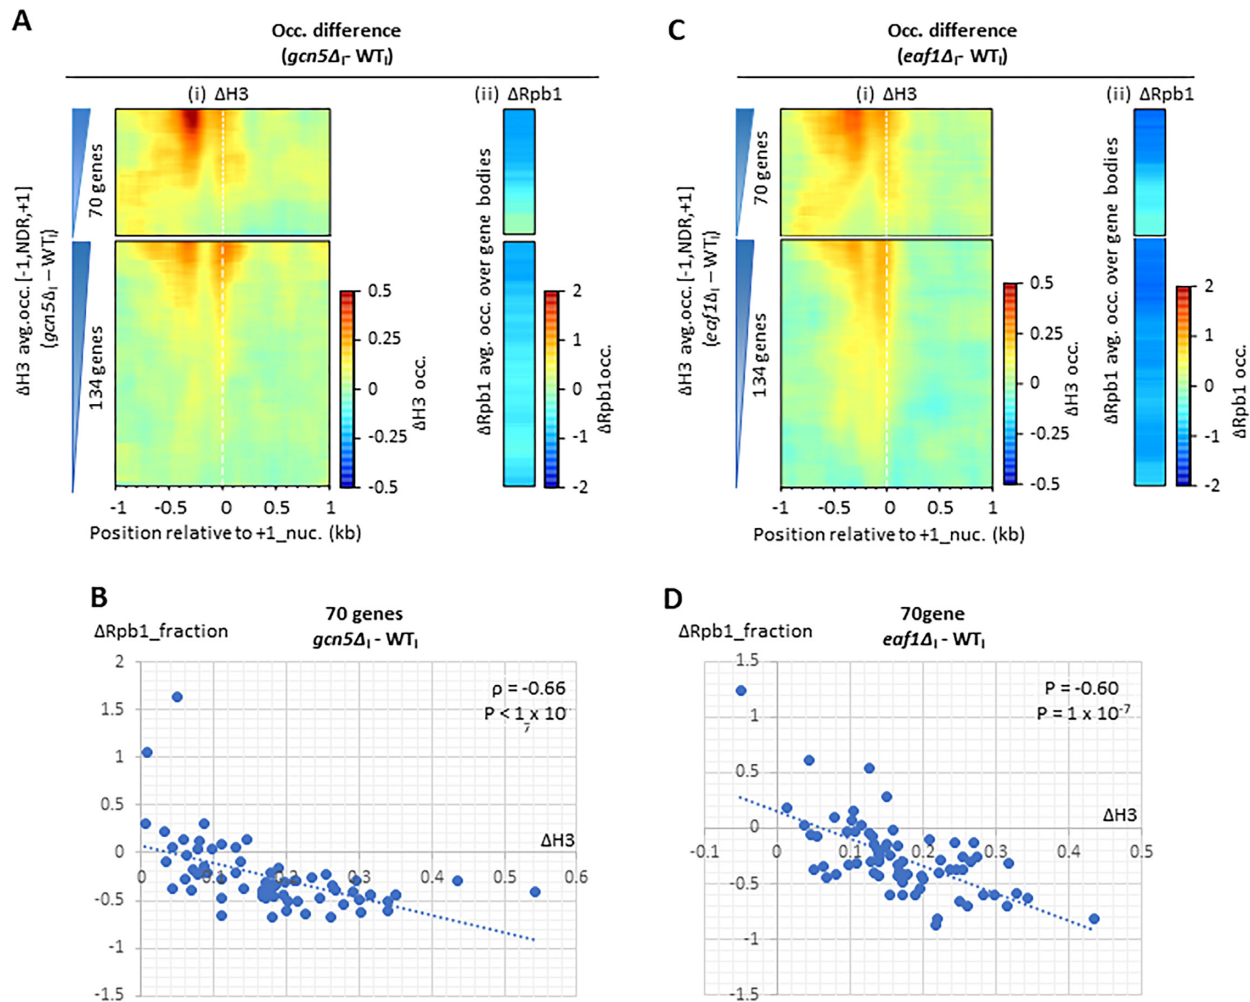 A
Occ. difference
(gcn5Δ_I- WT_I)
(i) ΔH3
(ii) ΔRpb1
ΔH3 avg.occ. [-1,NDR,+1]
(gcn5Δ_I – WT_I)
70 genes
134 genes
0.5
0.25
0
-0.25
-0.5
ΔH3 occ.
ΔRpb1 avg. occ. over gene bodies
2
1
0
-1
-2
ΔRpb1occ.
-1 -0.5 0 0.5 1
Position relative to +1_nuc. (kb)
C
Occ. difference
(eaf1Δ_I- WT_I)
(i) ΔH3
(ii) ΔRpb1
ΔH3 avg.occ. [-1,NDR,+1]
(eaf1Δ_I – WT_I)
70 genes
134 genes
0.5
0.25
0
-0.25
-0.5
ΔH3 occ.
ΔRpb1 avg. occ. over gene bodies
2
1
0
-1
-2
ΔRpb1 occ.
-1 -0.5 0 0.5 1
Position relative to +1_nuc. (kb)
B
70 genes
gcn5Δ_I - WT_I
ΔRpb1_fraction
2
1.5
1
0.5
0
-0.5
-1
-1.5
ρ = -0.66
P < 1 x 10
7
ΔH3
0 0.1 0.2 0.3 0.4 0.5 0.6
D
70gene
eaf1Δ_I - WT_I
ΔRpb1_fraction
1.5
1
0.5
0
-0.5
-1
-1.5
P = -0.60
P = 1 x 10^-7
ΔH3
-0.1 0 0.1 0.2 0.3 0.4 0.5